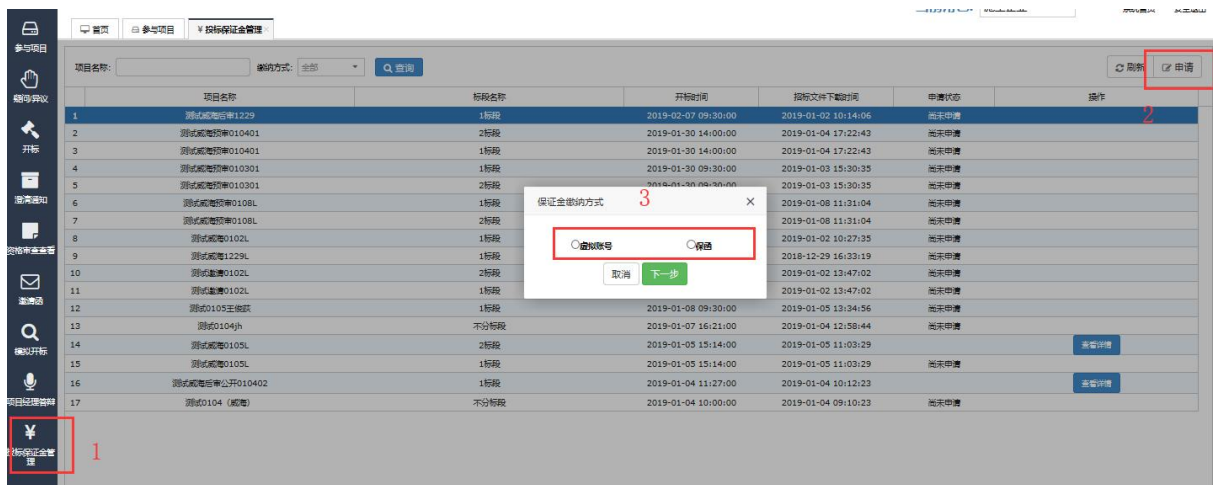 参与项目
疑问异议
开标
澄清通知
资格审查查看
邀请函
模拟开标
项目经理答辩
¥
投标保证金管
理
1
首页 参与项目 ¥ 投标保证金管理
系统首页 安全退出
项目名称: 缴纳方式: 全部 查询 刷新 申请
项目名称 标段名称 开标时间 招标文件下载时间 申请状态 操作
2
1 测试威海后审1229 1标段 2019-02-07 09:30:00 2019-01-02 10:14:06 尚未申请
2 测试威海预审010401 2标段 2019-01-30 14:00:00 2019-01-04 17:22:43 尚未申请
3 测试威海预审010401 1标段 2019-01-30 14:00:00 2019-01-04 17:22:43 尚未申请
4 测试威海预审010301 1标段 2019-01-30 09:30:00 2019-01-03 15:30:35 尚未申请
5 测试威海预审010301 2标段 2019-01-30 09:30:00 2019-01-03 15:30:35 尚未申请
6 测试威海预审0108L 1标段 2019-01-08 11:31:04 尚未申请
7 测试威海预审0108L 2标段 2019-01-08 11:31:04 尚未申请
8 测试威海0102L 1标段 2019-01-02 10:27:35 尚未申请
9 测试威海1229L 1标段 2018-12-29 16:33:19 尚未申请
10 测试邀请0102L 2标段 2019-01-02 13:47:02 尚未申请
11 测试邀请0102L 1标段 2019-01-02 13:47:02 尚未申请
12 测试0105王俊 1标段 2019-01-08 09:30:00 2019-01-05 13:34:56 尚未申请
13 测试0104jh 不分标段 2019-01-07 16:21:00 2019-01-04 12:58:44 尚未申请
14 测试威海0105L 2标段 2019-01-05 15:14:00 2019-01-05 11:03:29 查看详情
15 测试威海0105L 1标段 2019-01-05 15:14:00 2019-01-05 11:03:29 尚未申请
16 测试威海后审公开010402 1标段 2019-01-04 11:27:00 2019-01-04 10:12:23 查看详情
17 测试0104（威海） 不分标段 2019-01-04 10:00:00 2019-01-04 09:10:23 尚未申请
保证金缴纳方式 3 ×
虚拟账号 保函
取消 下一步